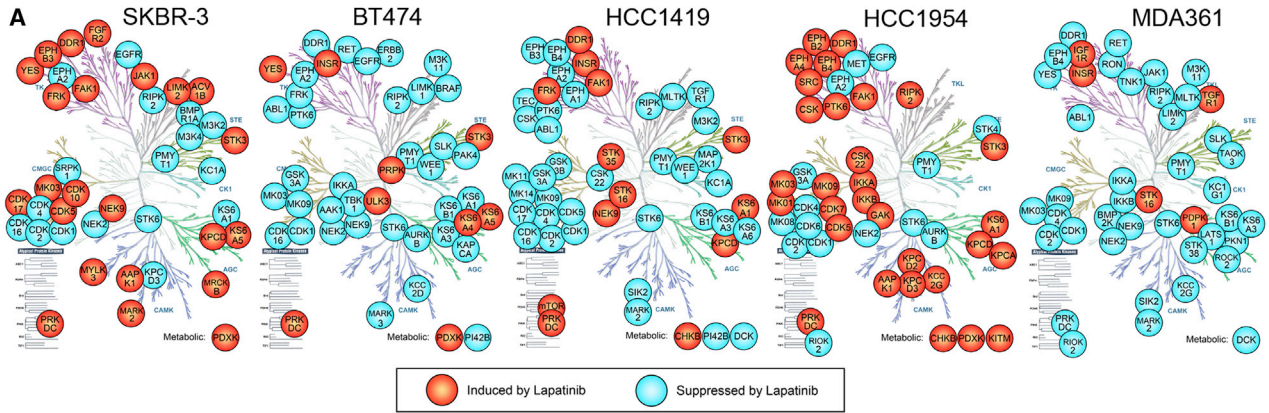 A
SKBR-3
BT474
HCC1419
HCC1954
MDA361
FGF
R2
DDR1
EPH
B3
YES
EPH
A2
FRK
FAK1
EGFR
JAK1
RIPK
2
LIMK
2
ACV
1B
BMP
R1A
M3K2
M3K4
STK3
PMY
T1
KC1A
STE
CK1
CMGC
SRPK
1
MK03
CDK
10
CDK
17
CDK
4
CDK5
CDK
16
CDK
2
CDK1
NEK9
NEK2
STK6
KS6
A1
KS6
A5
KPCD
AGC
MYLK
3
AAP
K1
KPC
D3
MRCK
B
MARK
2
CAMK
PRK
DC
Metabolic:
PDXK
DDR1
RET
ERBB
2
YES
INSR
EGFR
EPH
A2
FRK
ABL1
PTK6
M3K
11
LIMK
1
BRAF
RIPK
2
STE
STK3
SLK
PAK4
PMY
T1
WEE
1
PRPK
GSK
3A
MK03
MK09
IKKA
TBK
1
AAK1
ULK3
CDK
16
CDK1
NEK2
NEK9
STK6
AURK
B
KS6
A1
KS6
B1
KS6
A4
KS6
A5
KS6
A3
KAP
CA
KCC
2D
MARK
3
PRK
DC
Metabolic:
PDXK
PI42B
DDR1
EPH
B3
EPH
B4
INSR
EPH
A2
FAK1
FRK
EPH
A1
TEC
PTK6
CSK
ABL1
RIPK
2
MLTK
TGF
R1
M3K2
STE
STK3
PMY
T1
WEE
1
MAP
2K1
KC1A
STK
35
CSK
22
GSK
3B
GSK
3A
MK11
MK14
MK09
CDK
17
CDK
4
CDK5
CDK
16
CDK
2
CDK1
STK
16
NEK9
STK6
KS6
A1
KS6
B1
KS6
A3
KS6
A6
KPCD
AGC
SIK2
MARK
2
CAMK
mTOR
PRK
DC
Metabolic:
CHKB
PI42B
DCK
EPH
B2
DDR1
EPH
A4
EPH
B4
MET
EGFR
SRC
EPH
A2
FAK1
CSK
PTK6
TKL
RIPK
2
STE
STK4
STK3
PMY
T1
CK1
CSK
22
GSK
3A
MK03
MK09
MK01
CDK4
MK08
CDK7
CDK
6
CDK5
CDK
2
CDK1
IKKA
IKKB
GAK
NEK2
STK6
AURK
B
KS6
A1
KPCD
KPCA
AGC
KPC
D2
AAP
K1
KPC
D3
KCC
2G
CAMK
PRK
DC
RIOK
2
Metabolic:
CHKB
PDXK
KITM
DDR1
IGF
1R
EPH
B4
RET
RON
YES
INSR
TNK1
ABL1
JAK1
RIPK
2
M3K
11
MLTK
TGF
R1
LIMK
2
STE
SLK
TAOK
3
PMY
T1
KC1
G1
CK1
CMGC
MK03
CDK
4
CDK
2
CDK1
IKKA
IKKB
STK
16
BMP
2K
NEK9
NEK2
STK6
PDPK
1
LATS
1
STK
38
KS6
B1
KS6
A3
PKN1
ROCK
2
AGC
KCC
2G
SIK2
MARK
2
CAMK
PRK
DC
RIOK
2
Metabolic:
DCK
Induced by Lapatinib
Suppressed by Lapatinib